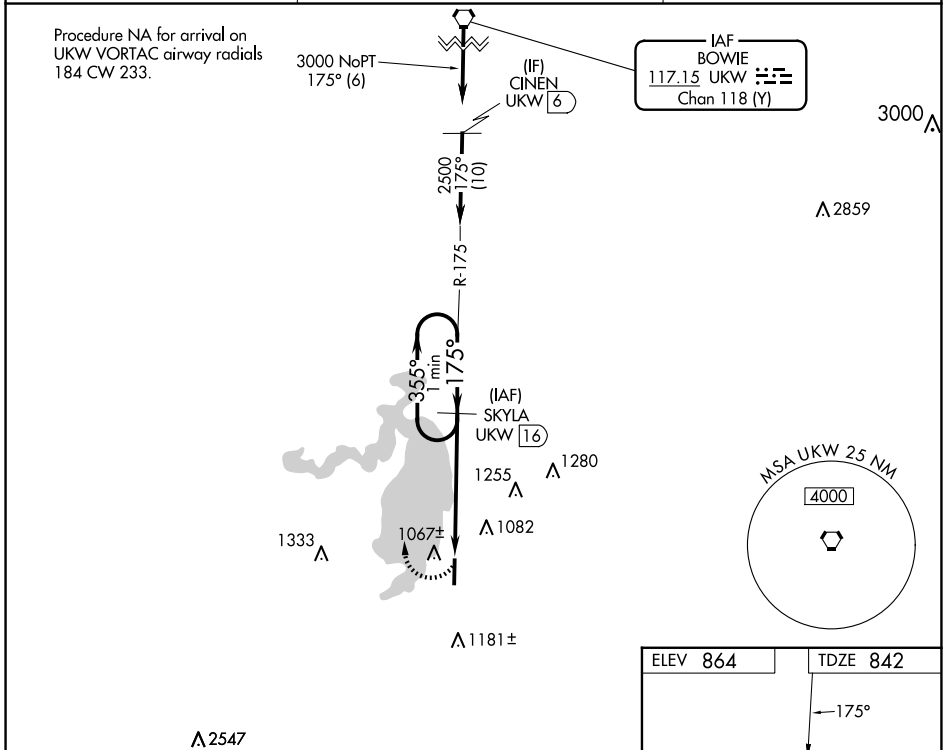 Procedure NA for arrival on
UKW VORTAC airway radials
184 CW 233.
3000 NoPT
175° (6)
(IF)
CINEN
UKW 6
IAF
BOWIE
117.15 UKW
Chan 118 (Y)
3000
2859
2500
175°
(10)
R-175
355°
1 min
175°
(IAF)
SKYLA
UKW 16
1255
1280
1082
1333
1067±
1181±
2547
MSA UKW 25 NM
4000
ELEV 864
TDZE 842
175°